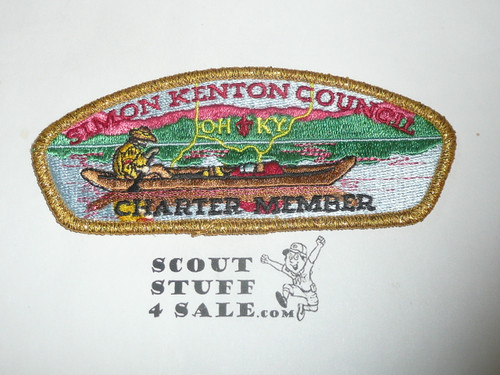 SIMON KENTON COUNCIL
OH KY
CHARTER MEMBER
SCOUT
STUFF
4 SALE.com